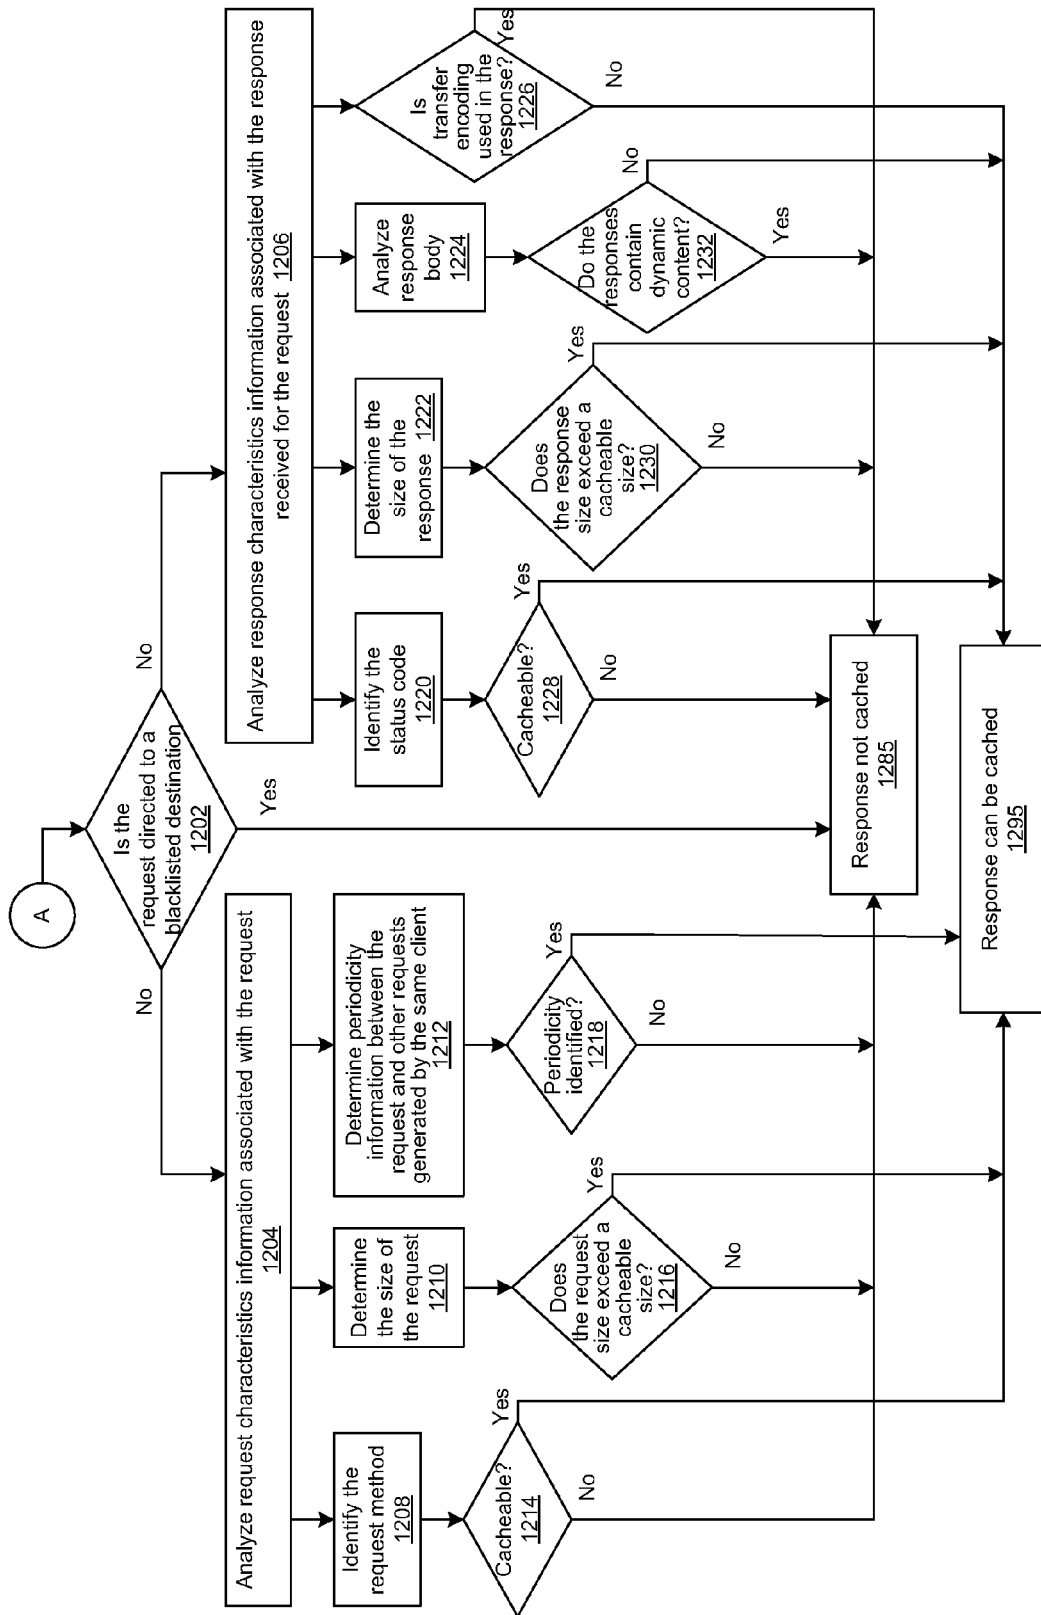 A
Is the
request directed to a
blacklisted destination
1202
No
Yes
No
Analyze request characteristics information associated with the request
1204
Analyze response characteristics information associated with the response
received for the request 1206
Identify the
request method
1208
Determine
the size of
the request
1210
Determine periodicity
information between the
request and other requests
generated by the same client
1212
Identify the
status code
1220
Determine the
size of the
response 1222
Analyze
response
body
1224
Is
transfer
encoding
used in the
response?
1226
Yes
No
Cacheable?
1214
Yes
No
Does
the request
size exceed a
cacheable
size?
1216
Yes
No
Periodicity
identified?
1218
Yes
No
Cacheable?
1228
Yes
No
Does
the response
size exceed a
cacheable
size?
1230
Yes
No
Do the
responses
contain
dynamic
content?
1232
No
Yes
Response not cached
1285
Response can be cached
1295